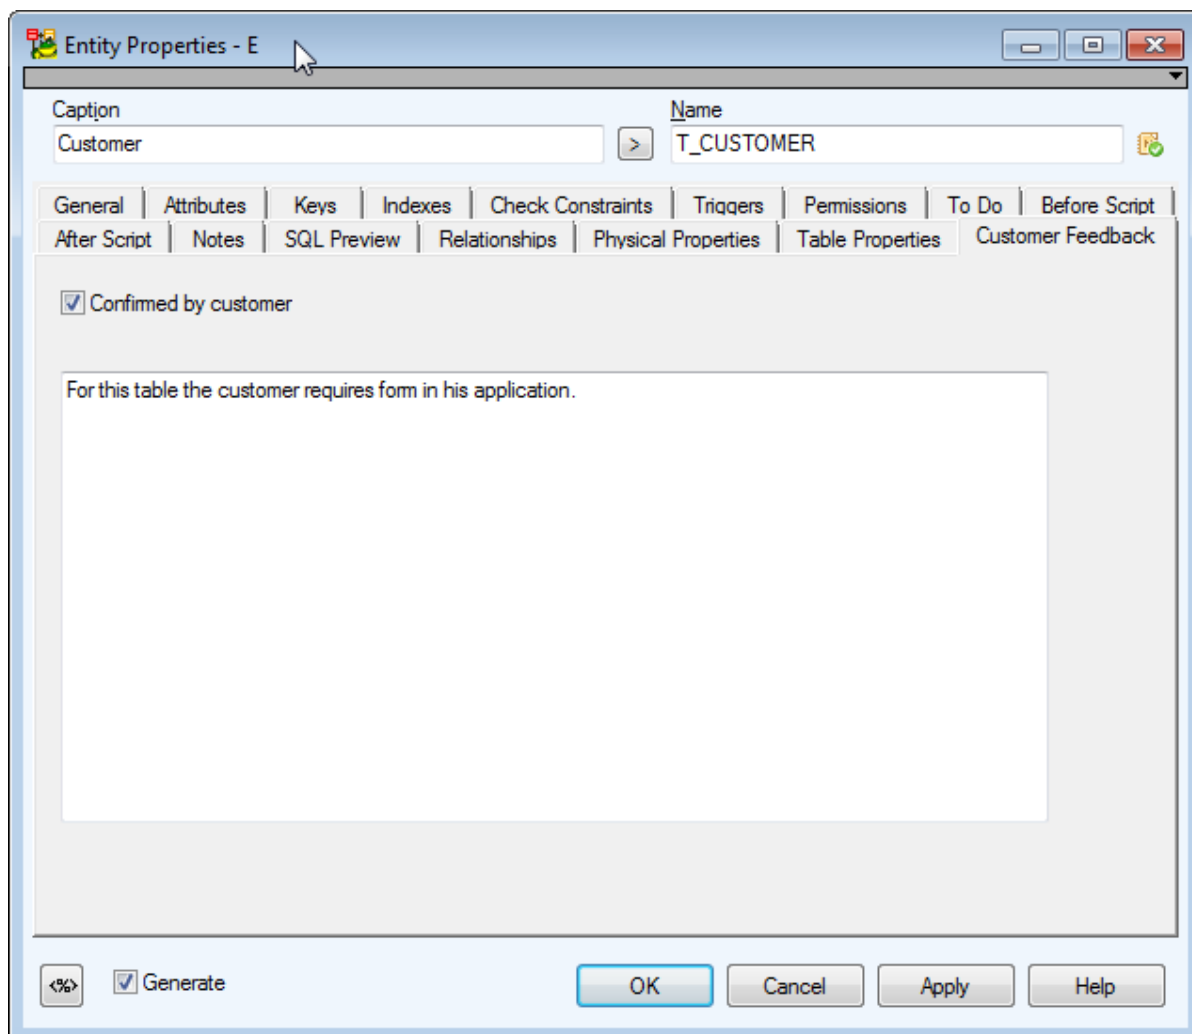 Entity Properties - E
Caption
Name
Customer
>
T_CUSTOMER
General Attributes Keys Indexes Check Constraints Triggers Permissions To Do Before Script
After Script Notes SQL Preview Relationships Physical Properties Table Properties Customer Feedback
Confirmed by customer
For this table the customer requires form in his application.
<%> Generate OK Cancel Apply Help